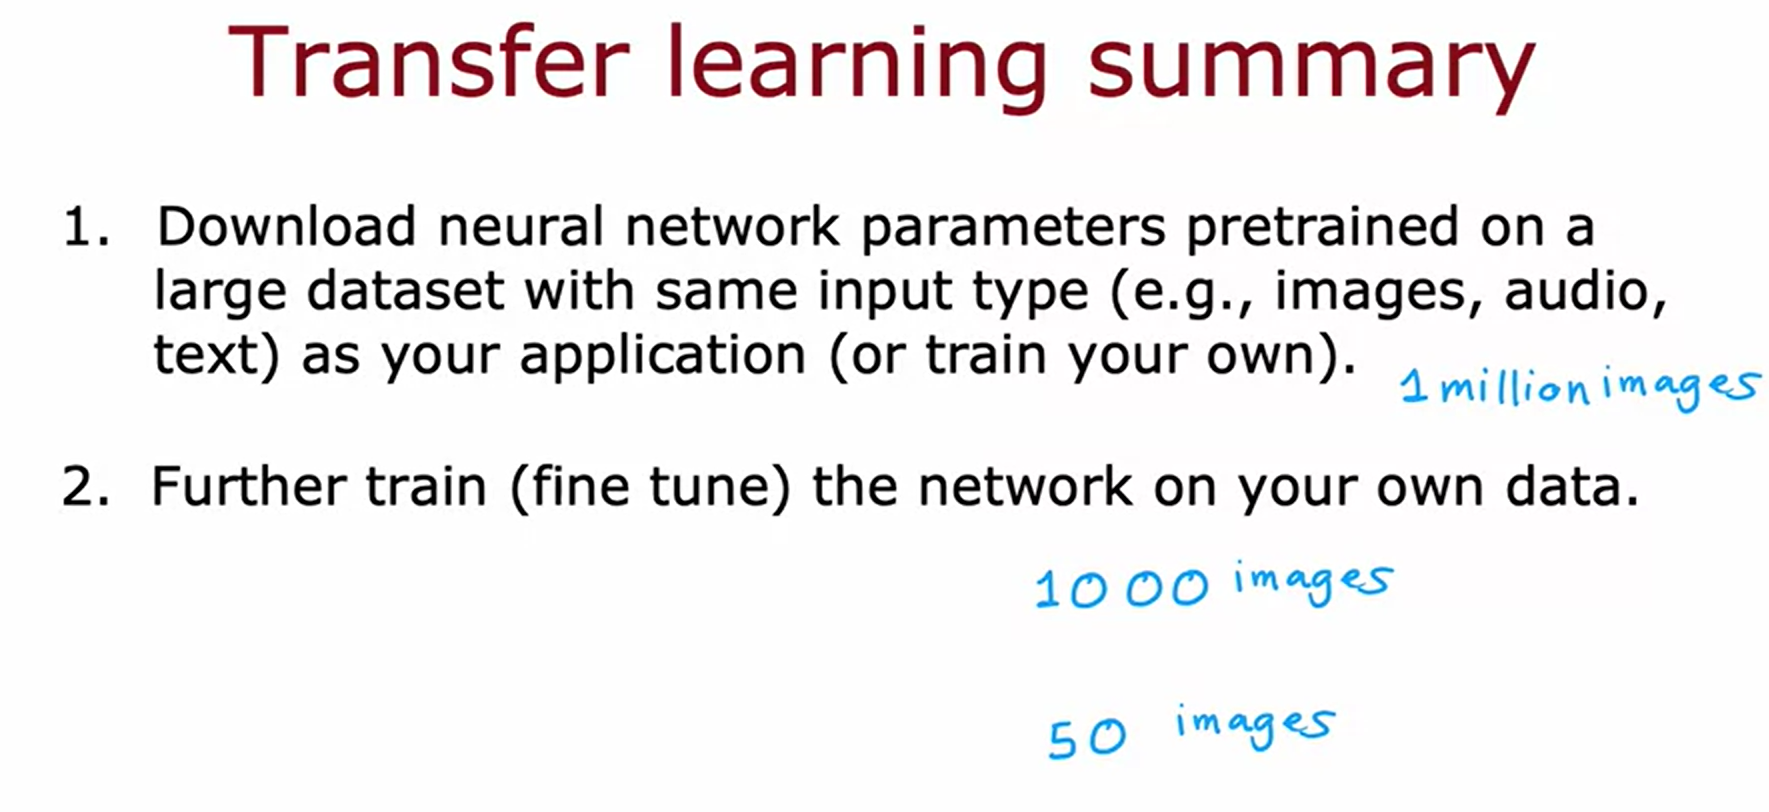 Transfer learning summary
1. Download neural network parameters pretrained on a
large dataset with same input type (e.g., images, audio,
text) as your application (or train your own).
1 million images
2. Further train (fine tune) the network on your own data.
1000 images
50 images